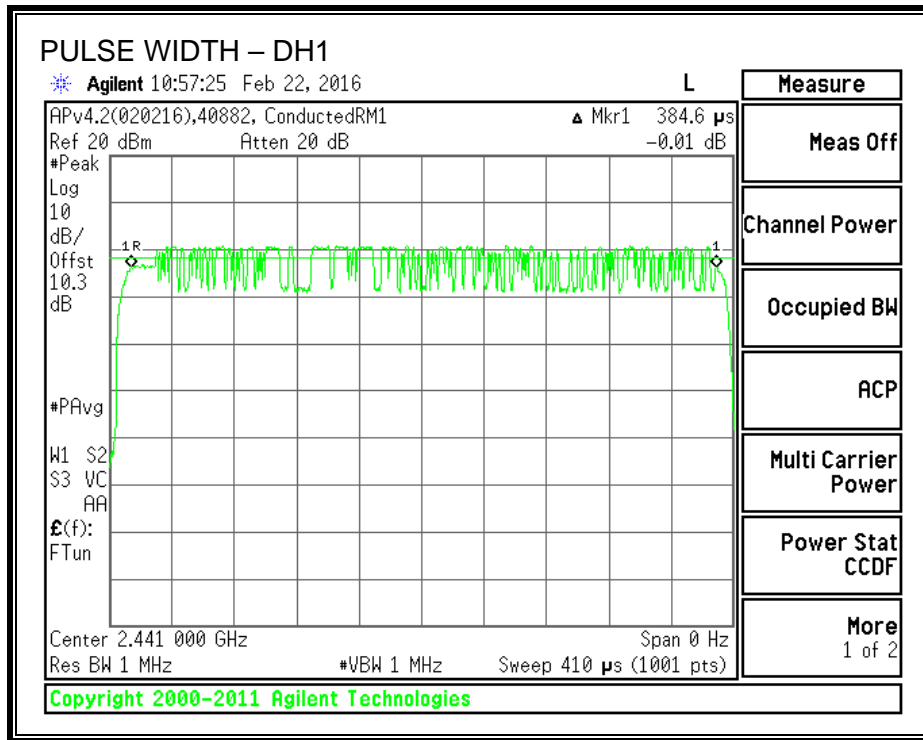 PULSE WIDTH – DH1
Agilent 10:57:25 Feb 22, 2016 L
APv4.2(020216),40882, ConductedRM1 Δ Mkr1 384.6 µs
Ref 20 dBm Atten 20 dB -0.01 dB
#Peak
Log
10
dB/
Offst
10.3
dB
1R
1
#PAvg
W1 S2
S3 VC
AA
£(f):
FTun
Center 2.441 000 GHz Span 0 Hz
Res BW 1 MHz #VBW 1 MHz Sweep 410 µs (1001 pts)
Copyright 2000-2011 Agilent Technologies
Measure
Meas Off
Channel Power
Occupied BW
ACP
Multi Carrier
Power
Power Stat
CCDF
More
1 of 2